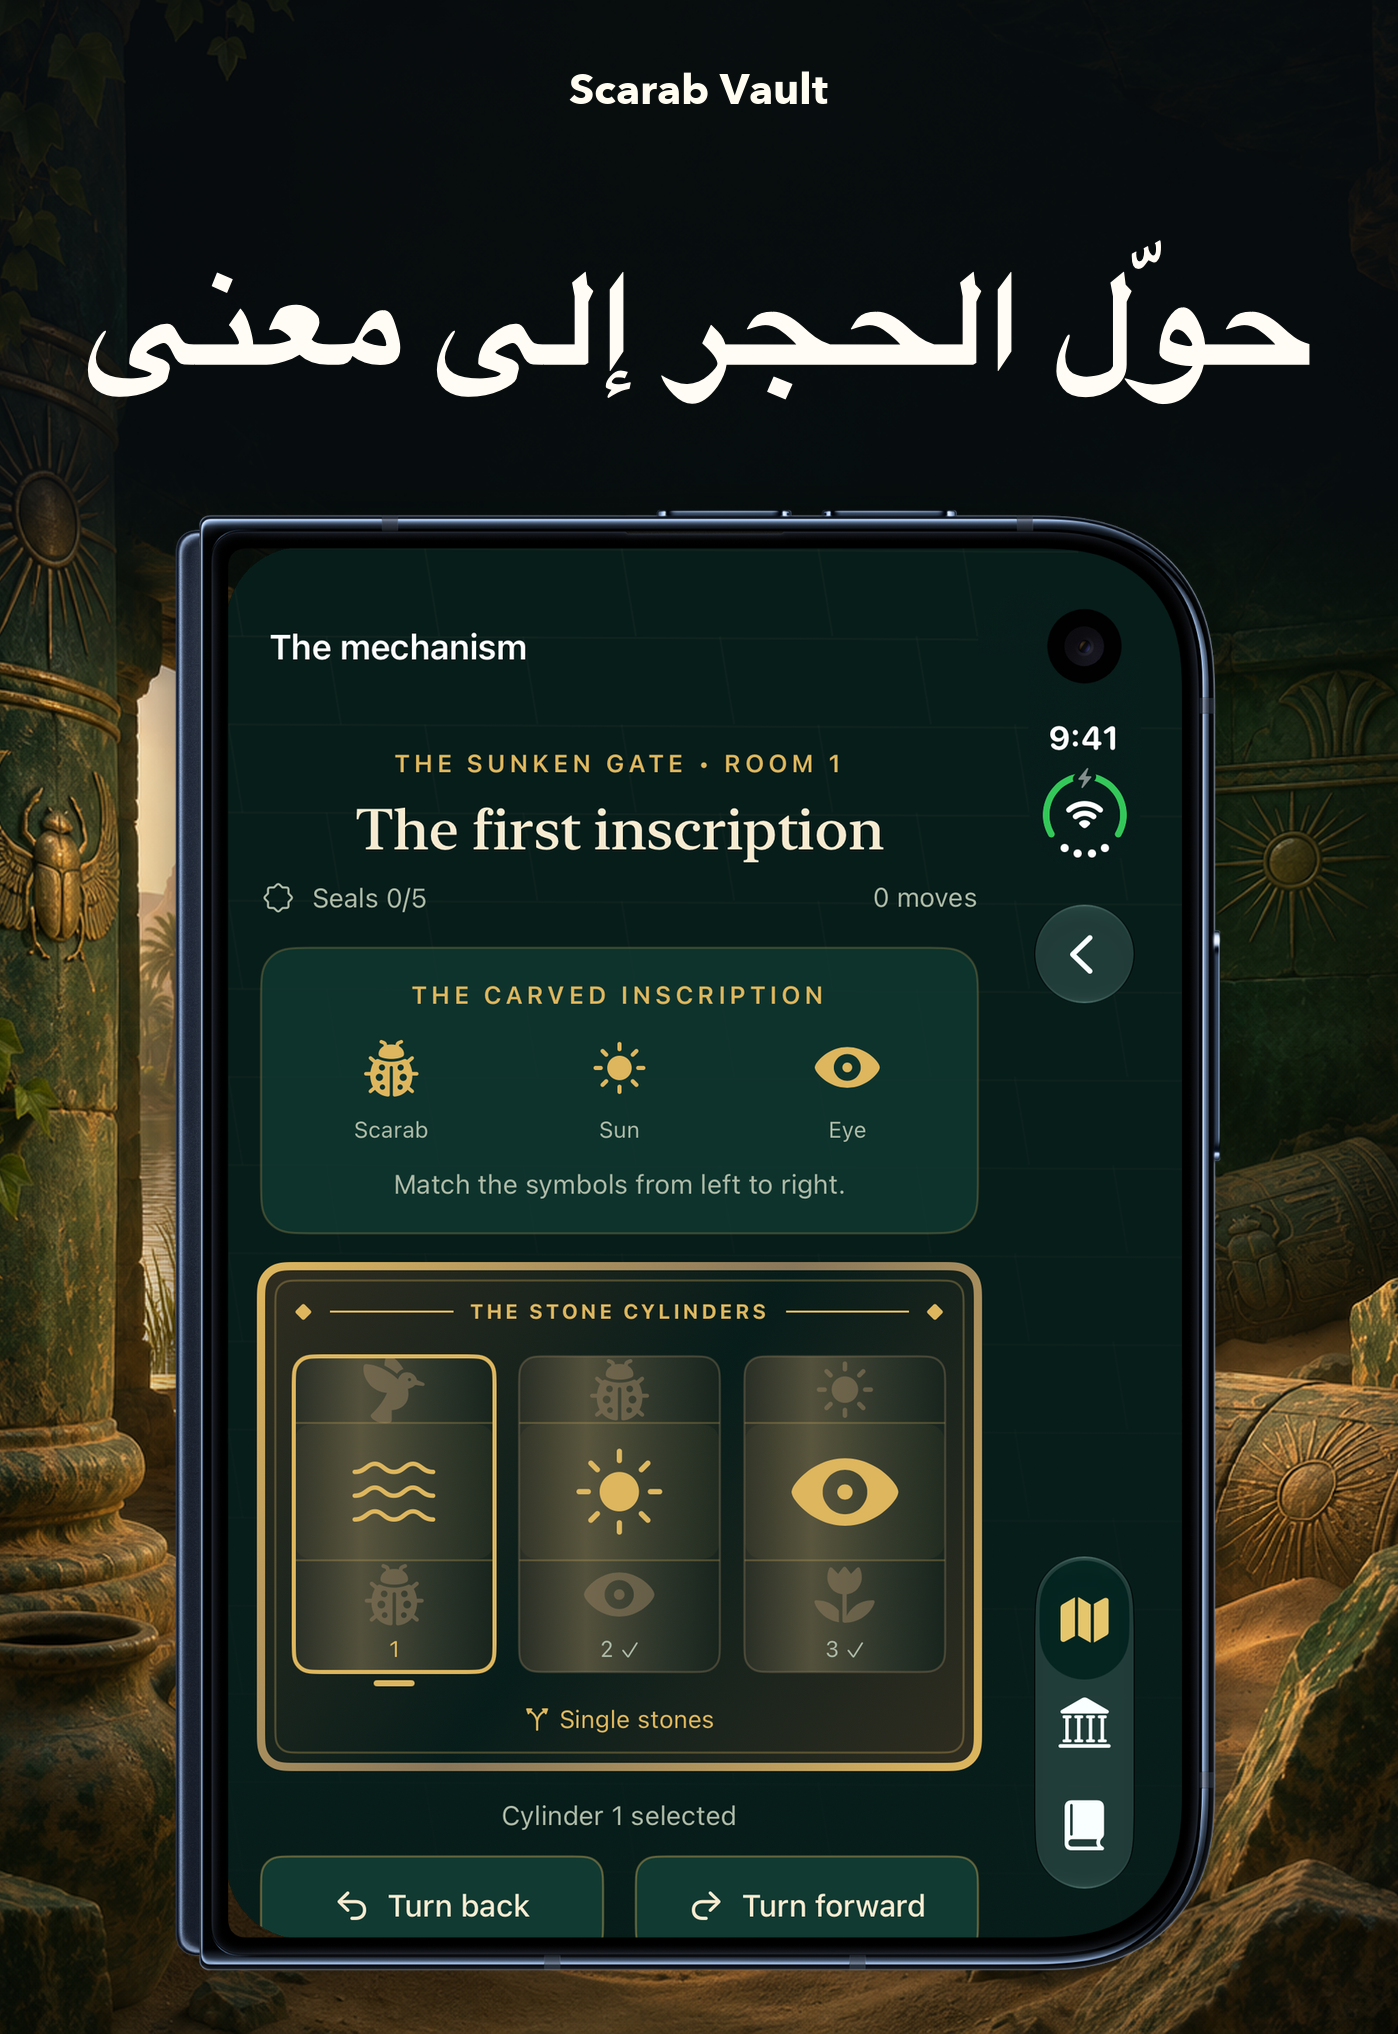 Scarab Vault
حوّل الحجر إلى معنى
The mechanism
9:41
THE SUNKEN GATE • ROOM 1
The first inscription
Seals 0/5
0 moves
THE CARVED INSCRIPTION
Scarab
Sun
Eye
Match the symbols from left to right.
THE STONE CYLINDERS
1
2 ✓
3 ✓
Single stones
Cylinder 1 selected
Turn back
Turn forward